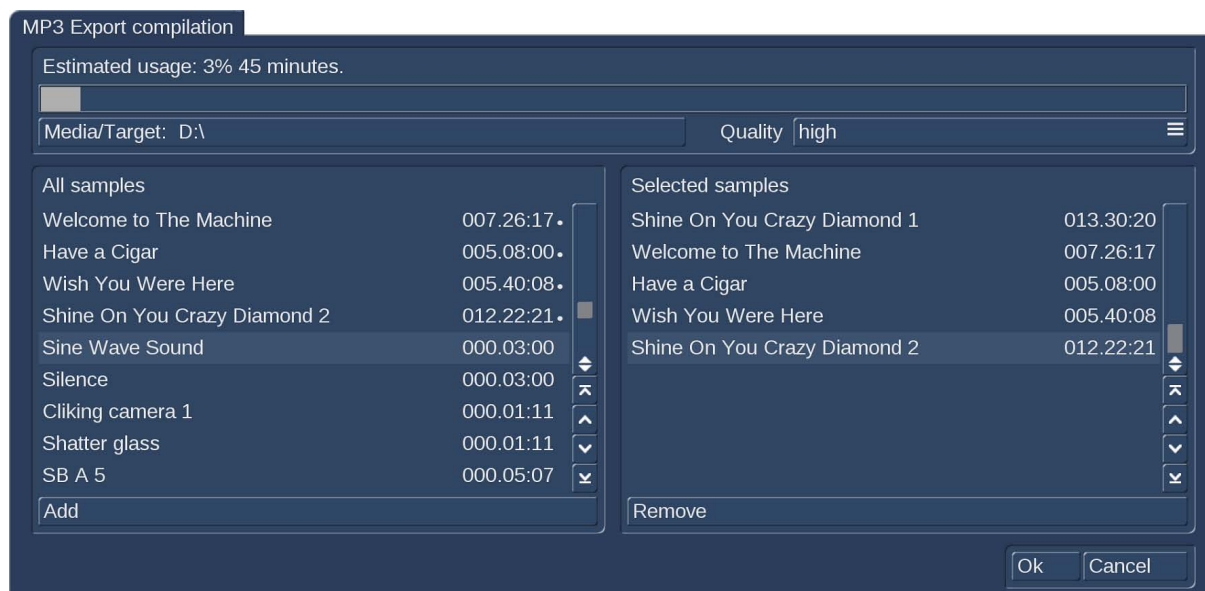 MP3 Export compilation
Estimated usage: 3% 45 minutes.
Media/Target: D:\
Quality high
All samples
Welcome to The Machine 007.26:17
Have a Cigar 005.08:00
Wish You Were Here 005.40:08
Shine On You Crazy Diamond 2 012.22:21
Sine Wave Sound 000.03:00
Silence 000.03:00
Cliking camera 1 000.01:11
Shatter glass 000.01:11
SB A 5 000.05:07
Add
Selected samples
Shine On You Crazy Diamond 1 013.30:20
Welcome to The Machine 007.26:17
Have a Cigar 005.08:00
Wish You Were Here 005.40:08
Shine On You Crazy Diamond 2 012.22:21
Remove
Ok
Cancel